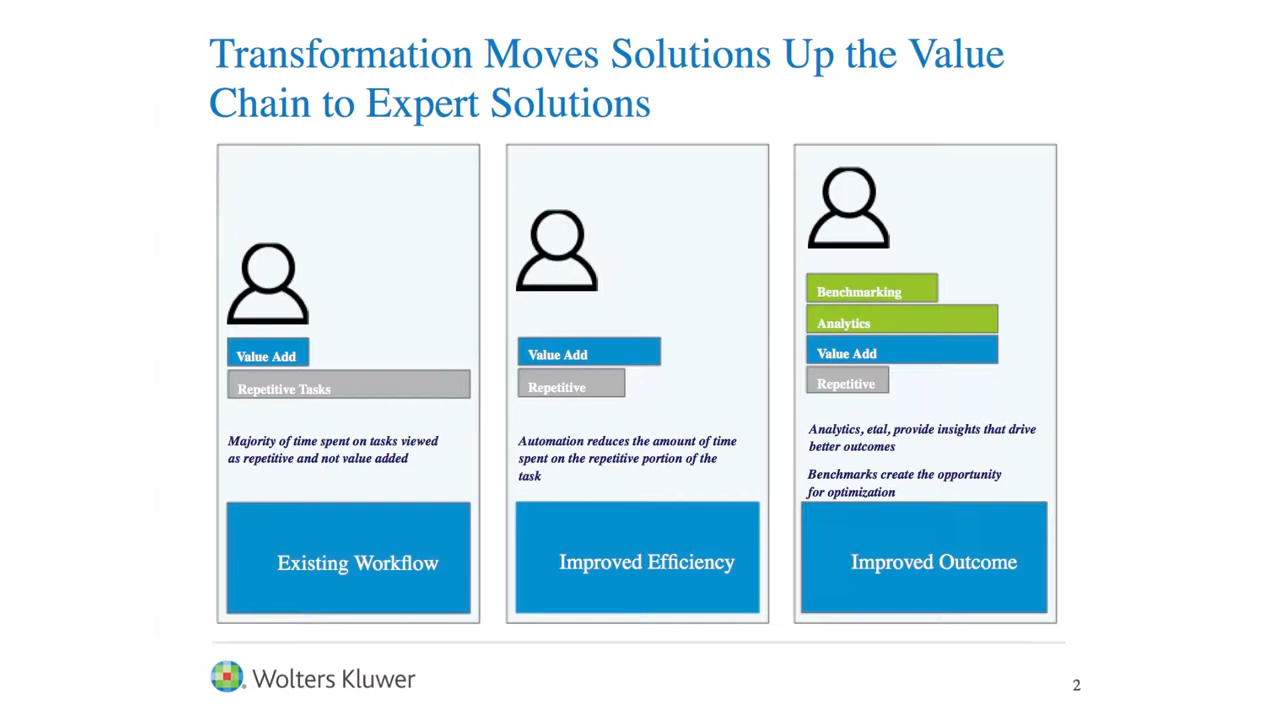 Transformation Moves Solutions Up the Value
Chain to Expert Solutions
Value Add
Repetitive Tasks
Majority of time spent on tasks viewed
as repetitive and not value added
Existing Workflow
Value Add
Repetitive
Automation reduces the amount of time
spent on the repetitive portion of the
task
Improved Efficiency
Benchmarking
Analytics
Value Add
Repetitive
Analytics, etal, provide insights that drive
better outcomes
Benchmarks create the opportunity
for optimization
Improved Outcome
Wolters Kluwer
2